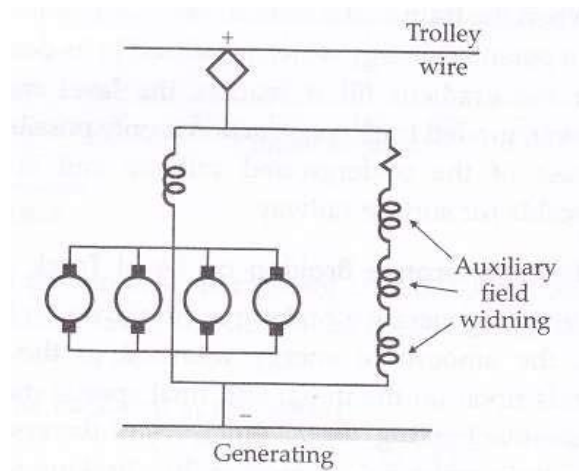 +
Trolley
wire
Auxiliary
field
widning
−
Generating